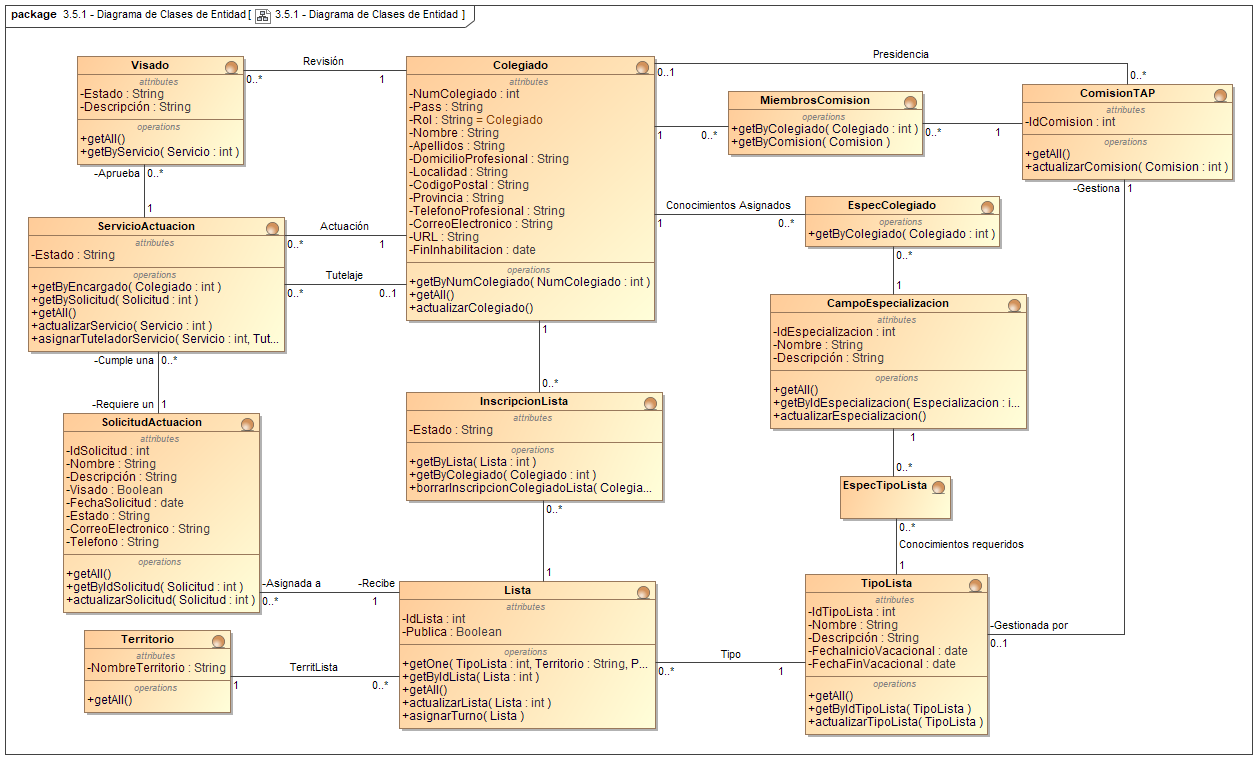 package 3.5.1 - Diagrama de Clases de Entidad [ 3.5.1 - Diagrama de Clases de Entidad ]
Visado
attributes
-Estado : String
-Descripción : String
operations
+getAll()
+getByServicio( Servicio : int )
0..*
Revisión
1
Colegiado
attributes
-NumColegiado : int
-Pass : String
-Rol : String = Colegiado
-Nombre : String
-Apellidos : String
-DomicilioProfesional : String
-Localidad : String
-CodigoPostal : String
-Provincia : String
-TelefonoProfesional : String
-CorreoElectronico : String
-URL : String
-FinInhabilitacion : date
operations
+getByNumColegiado( NumColegiado : int )
+getAll()
+actualizarColegiado()
0..1
Presidencia
0..*
MiembrosComision
operations
+getByColegiado( Colegiado : int )
+getByComision( Comision )
1
0..*
0..*
1
ComisionTAP
attributes
-IdComision : int
operations
+getAll()
+actualizarComision( Comision : int )
-Gestiona
1
-Aprueba
0..*
1
ServicioActuacion
attributes
-Estado : String
operations
+getByEncargado( Colegiado : int )
+getBySolicitud( Solicitud : int )
+getAll()
+actualizarServicio( Servicio : int )
+asignarTuteladorServicio( Servicio : int, Tut...
0..*
Actuación
1
Tutelaje
0..*
0..1
Conocimientos Asignados
1
0..*
EspecColegiado
operations
+getByColegiado( Colegiado : int )
0..*
1
CampoEspecializacion
attributes
-IdEspecializacion : int
-Nombre : String
-Descripción : String
+getAll()
operations
+getByIdEspecializacion( Especializacion : i...
+actualizarEspecializacion()
1
0..*
EspecTipoLista
0..*
Conocimientos requeridos
1
-Cumple una
0..*
-Requiere un
1
SolicitudActuacion
attributes
-IdSolicitud : int
-Nombre : String
-Descripción : String
-Visado : Boolean
-FechaSolicitud : date
-Estado : String
-CorreoElectronico : String
-Telefono : String
operations
+getAll()
+getByIdSolicitud( Solicitud : int )
+actualizarSolicitud( Solicitud : int )
1
0..*
InscripcionLista
attributes
-Estado : String
operations
+getByLista( Lista : int )
+getByColegiado( Colegiado : int )
+borrarInscripcionColegiadoLista( Colegia...
0..*
1
-Asignada a
-Recibe
0..*
1
Lista
attributes
-IdLista : int
-Publica : Boolean
operations
+getOne( TipoLista : int, Territorio : String, P...
+getByIdLista( Lista : int )
+getAll()
+actualizarLista( Lista : int )
+asignarTurno( Lista )
Territorio
attributes
-NombreTerritorio : String
operations
+getAll()
TerritLista
1
0..*
Tipo
0..*
1
TipoLista
attributes
-IdTipoLista : int
-Nombre : String
-Descripción : String
-FechaInicioVacacional : date
-FechaFinVacacional : date
operations
+getAll()
+getByIdTipoLista( TipoLista )
+actualizarTipoLista( TipoLista )
-Gestionada por
0..1